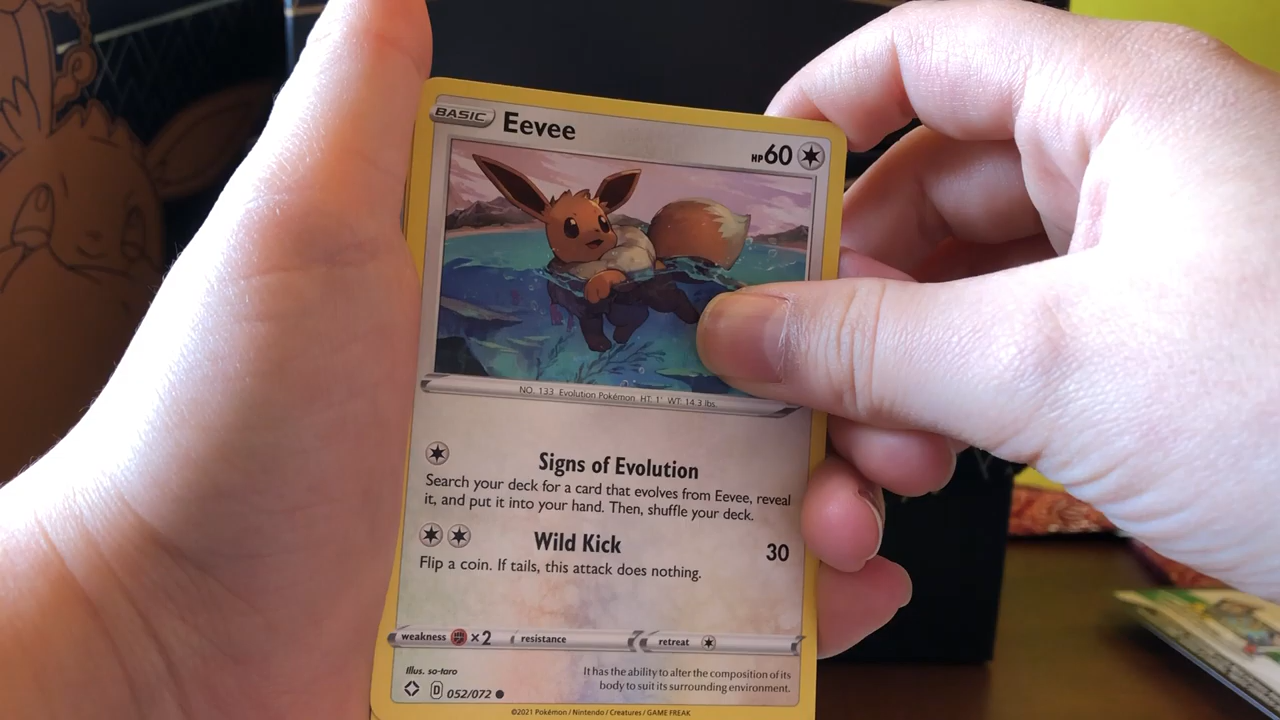 BASIC Eevee HP60
NO. 133 Evolution Pokémon HT: 1' WT: 14.3 lbs.
Signs of Evolution
Search your deck for a card that evolves from Eevee, reveal
it, and put it into your hand. Then, shuffle your deck.
Wild Kick 30
Flip a coin. If tails, this attack does nothing.
weakness ×2 resistance retreat
Illus. so-taro
It has the ability to alter the composition of its
body to suit its surrounding environment.
D 052/072
©2021 Pokémon / Nintendo / Creatures / GAME FREAK